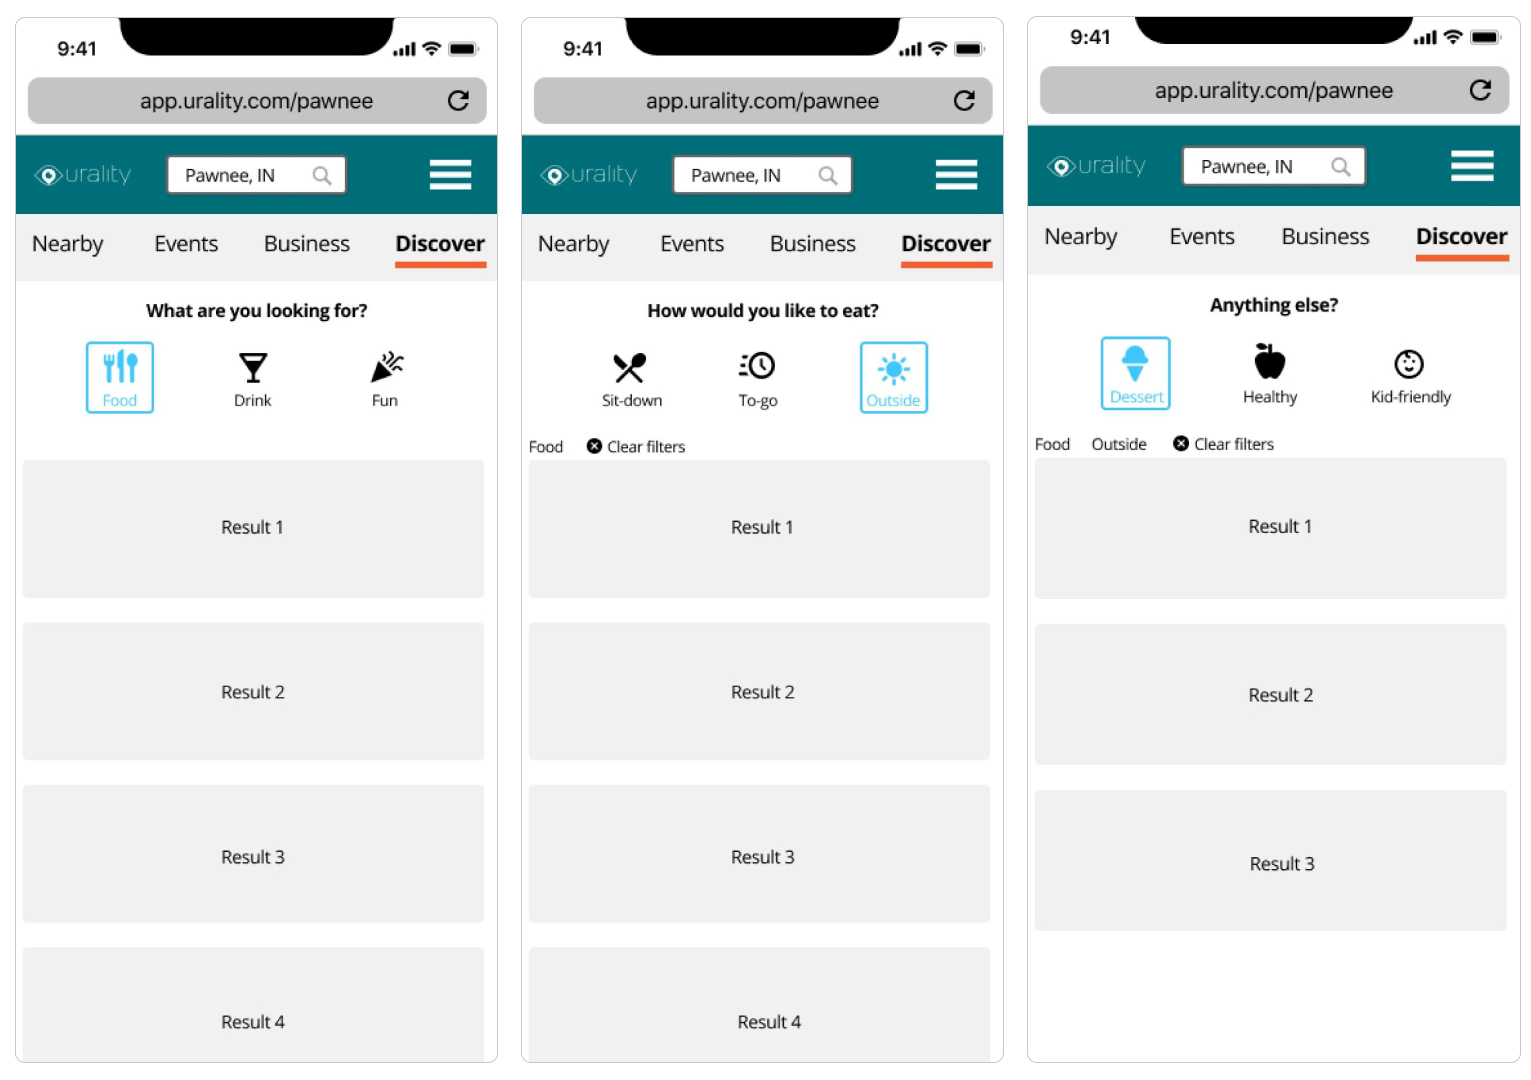 9:41
app.urality.com/pawnee
urality
Pawnee, IN
Nearby Events Business Discover
What are you looking for?
Food Drink Fun
Result 1
Result 2
Result 3
Result 4
9:41
app.urality.com/pawnee
urality
Pawnee, IN
Nearby Events Business Discover
How would you like to eat?
Sit-down To-go Outside
Food Clear filters
Result 1
Result 2
Result 3
Result 4
9:41
app.urality.com/pawnee
urality
Pawnee, IN
Nearby Events Business Discover
Anything else?
Dessert Healthy Kid-friendly
Food Outside Clear filters
Result 1
Result 2
Result 3